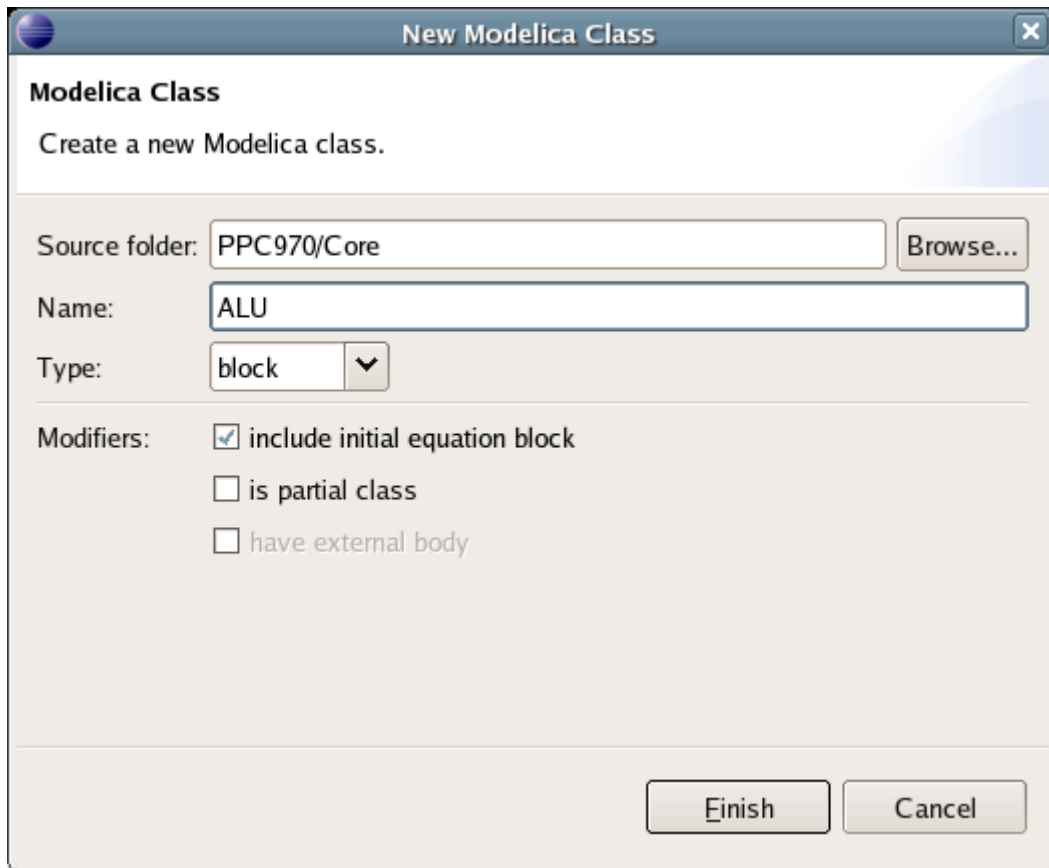 New Modelica Class
Modelica Class
Create a new Modelica class.
Source folder: PPC970/Core Browse...
Name: ALU
Type: block
Modifiers: include initial equation block
is partial class
have external body
Finish Cancel